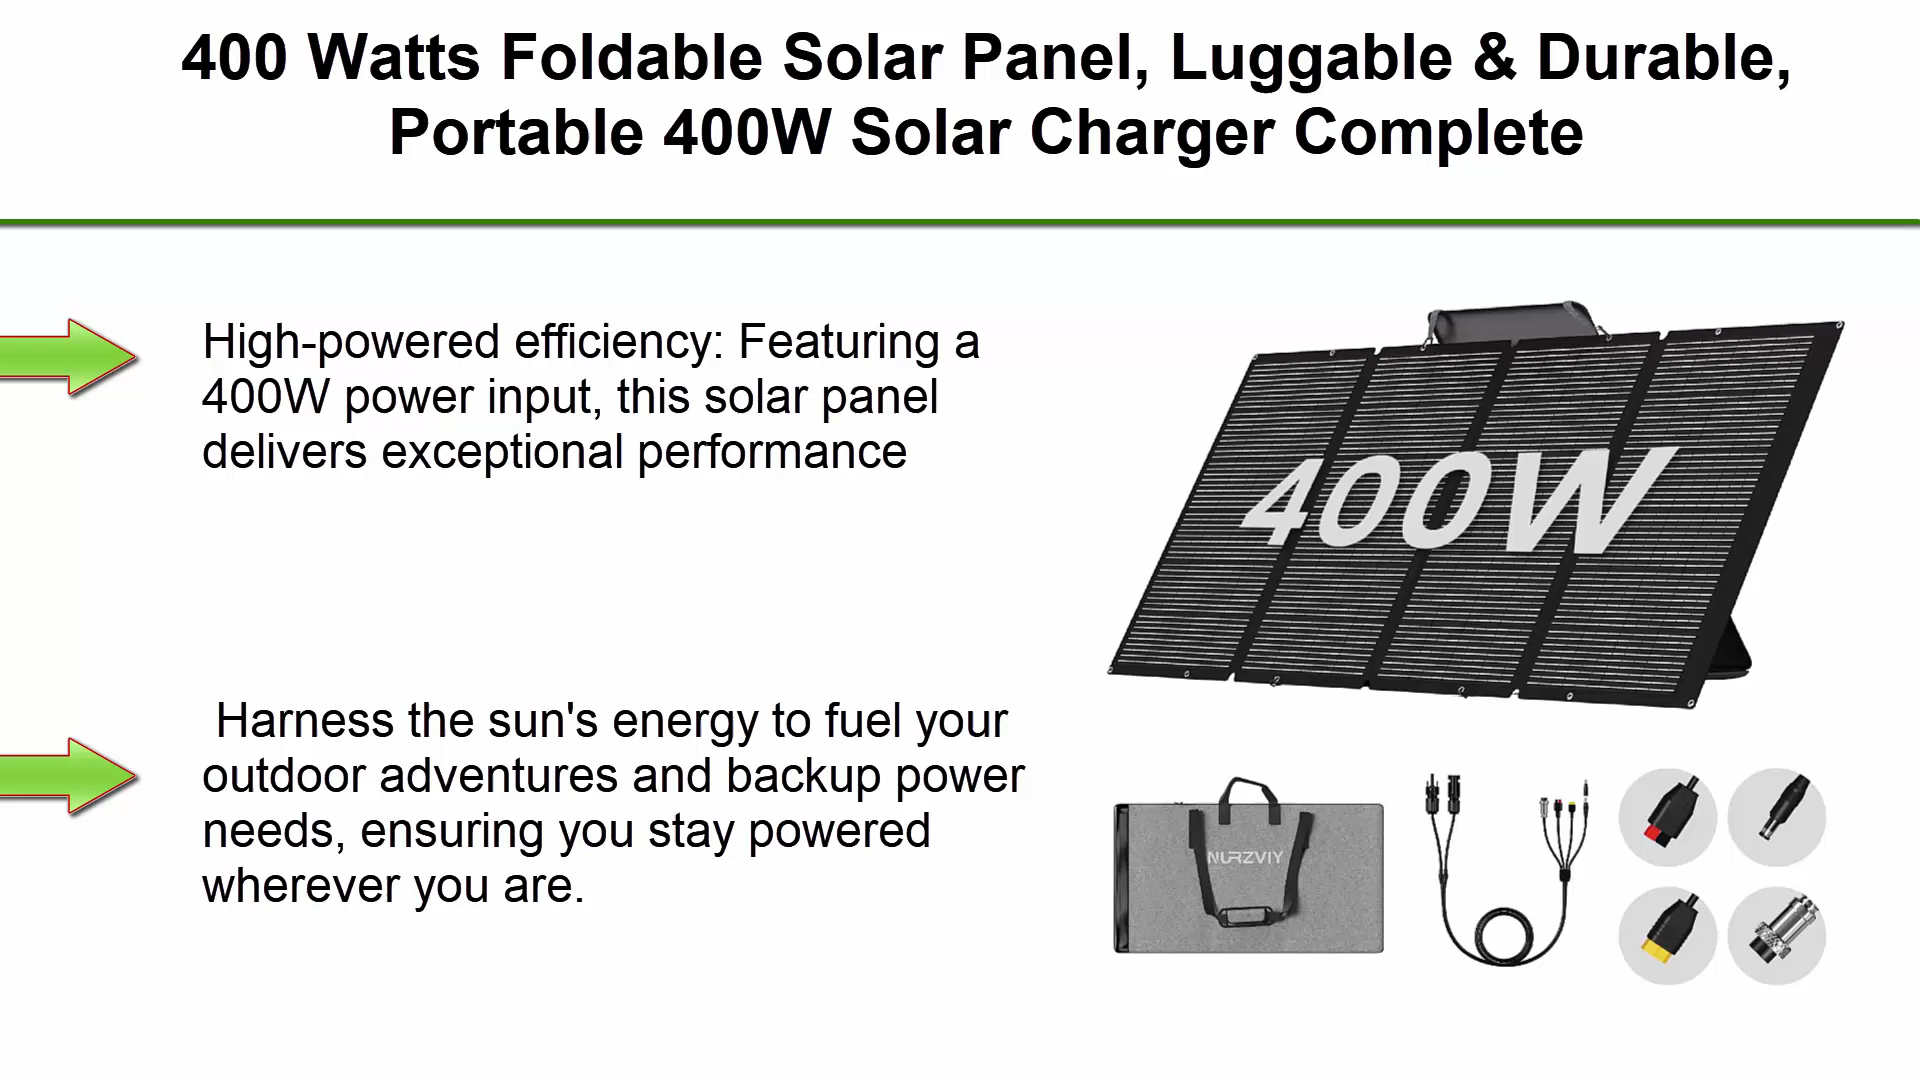 400 Watts Foldable Solar Panel, Luggable & Durable,
Portable 400W Solar Charger Complete
High-powered efficiency: Featuring a
400W power input, this solar panel
delivers exceptional performance
400W
Harness the sun's energy to fuel your
outdoor adventures and backup power
needs, ensuring you stay powered
wherever you are.
NURZVIY